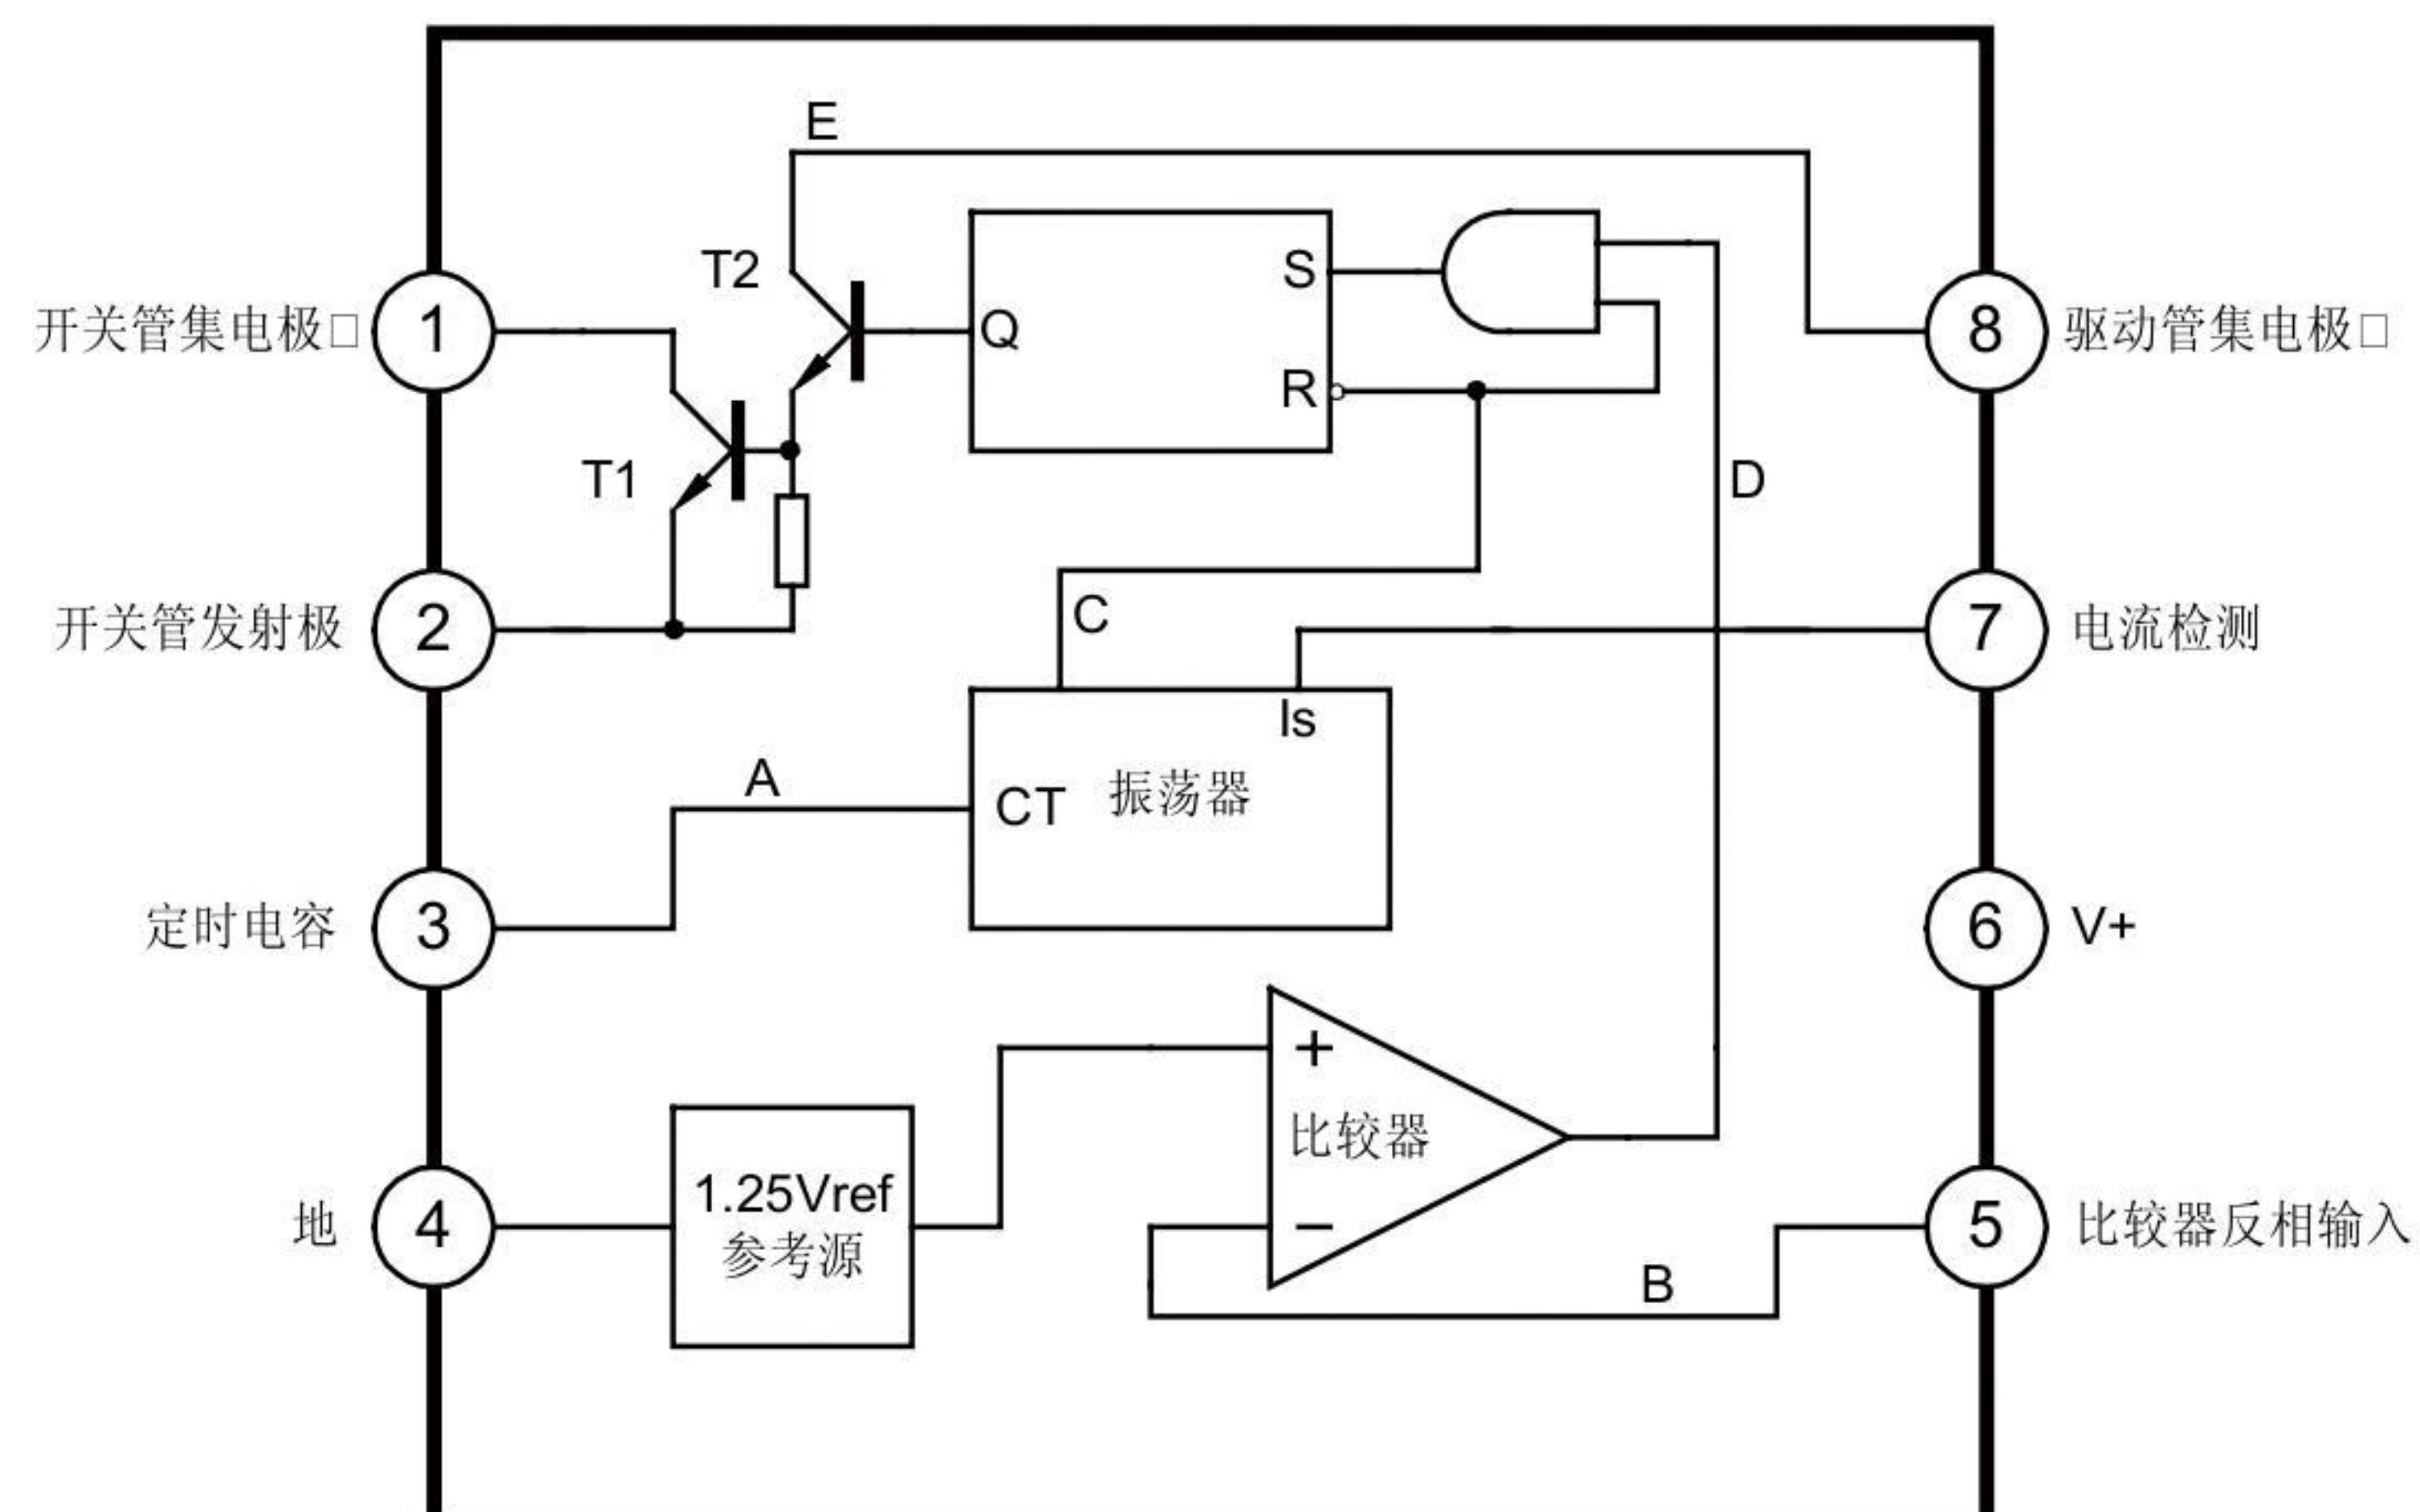 E
T2
S
Q
R
开关管集电极□
1
8
驱动管集电极□
T1
D
开关管发射极
2
C
7
电流检测
Is
A
CT 振荡器
定时电容
3
6
V+
+
比较器
1.25Vref
参考源
地
4
−
5
比较器反相输入
B